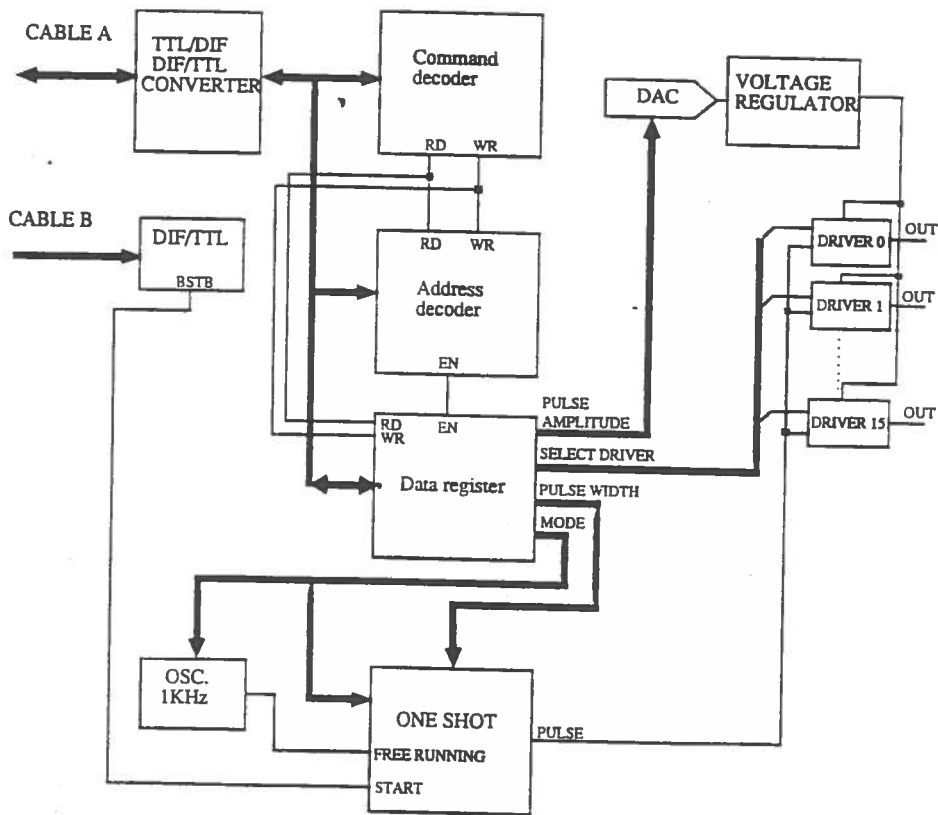 CABLE A
TTL/DIF
DIF/TTL
CONVERTER
Command
decoder
RD WR
DAC
VOLTAGE
REGULATOR
CABLE B
DIF/TTL
BSTB
RD WR
Address
decoder
EN
DRIVER 0
OUT
DRIVER 1
OUT
DRIVER 15
OUT
RD
WR
EN
Data register
PULSE
AMPLITUDE
SELECT DRIVER
PULSE WIDTH
MODE
OSC.
1KHz
ONE SHOT
FREE RUNNING
START
PULSE